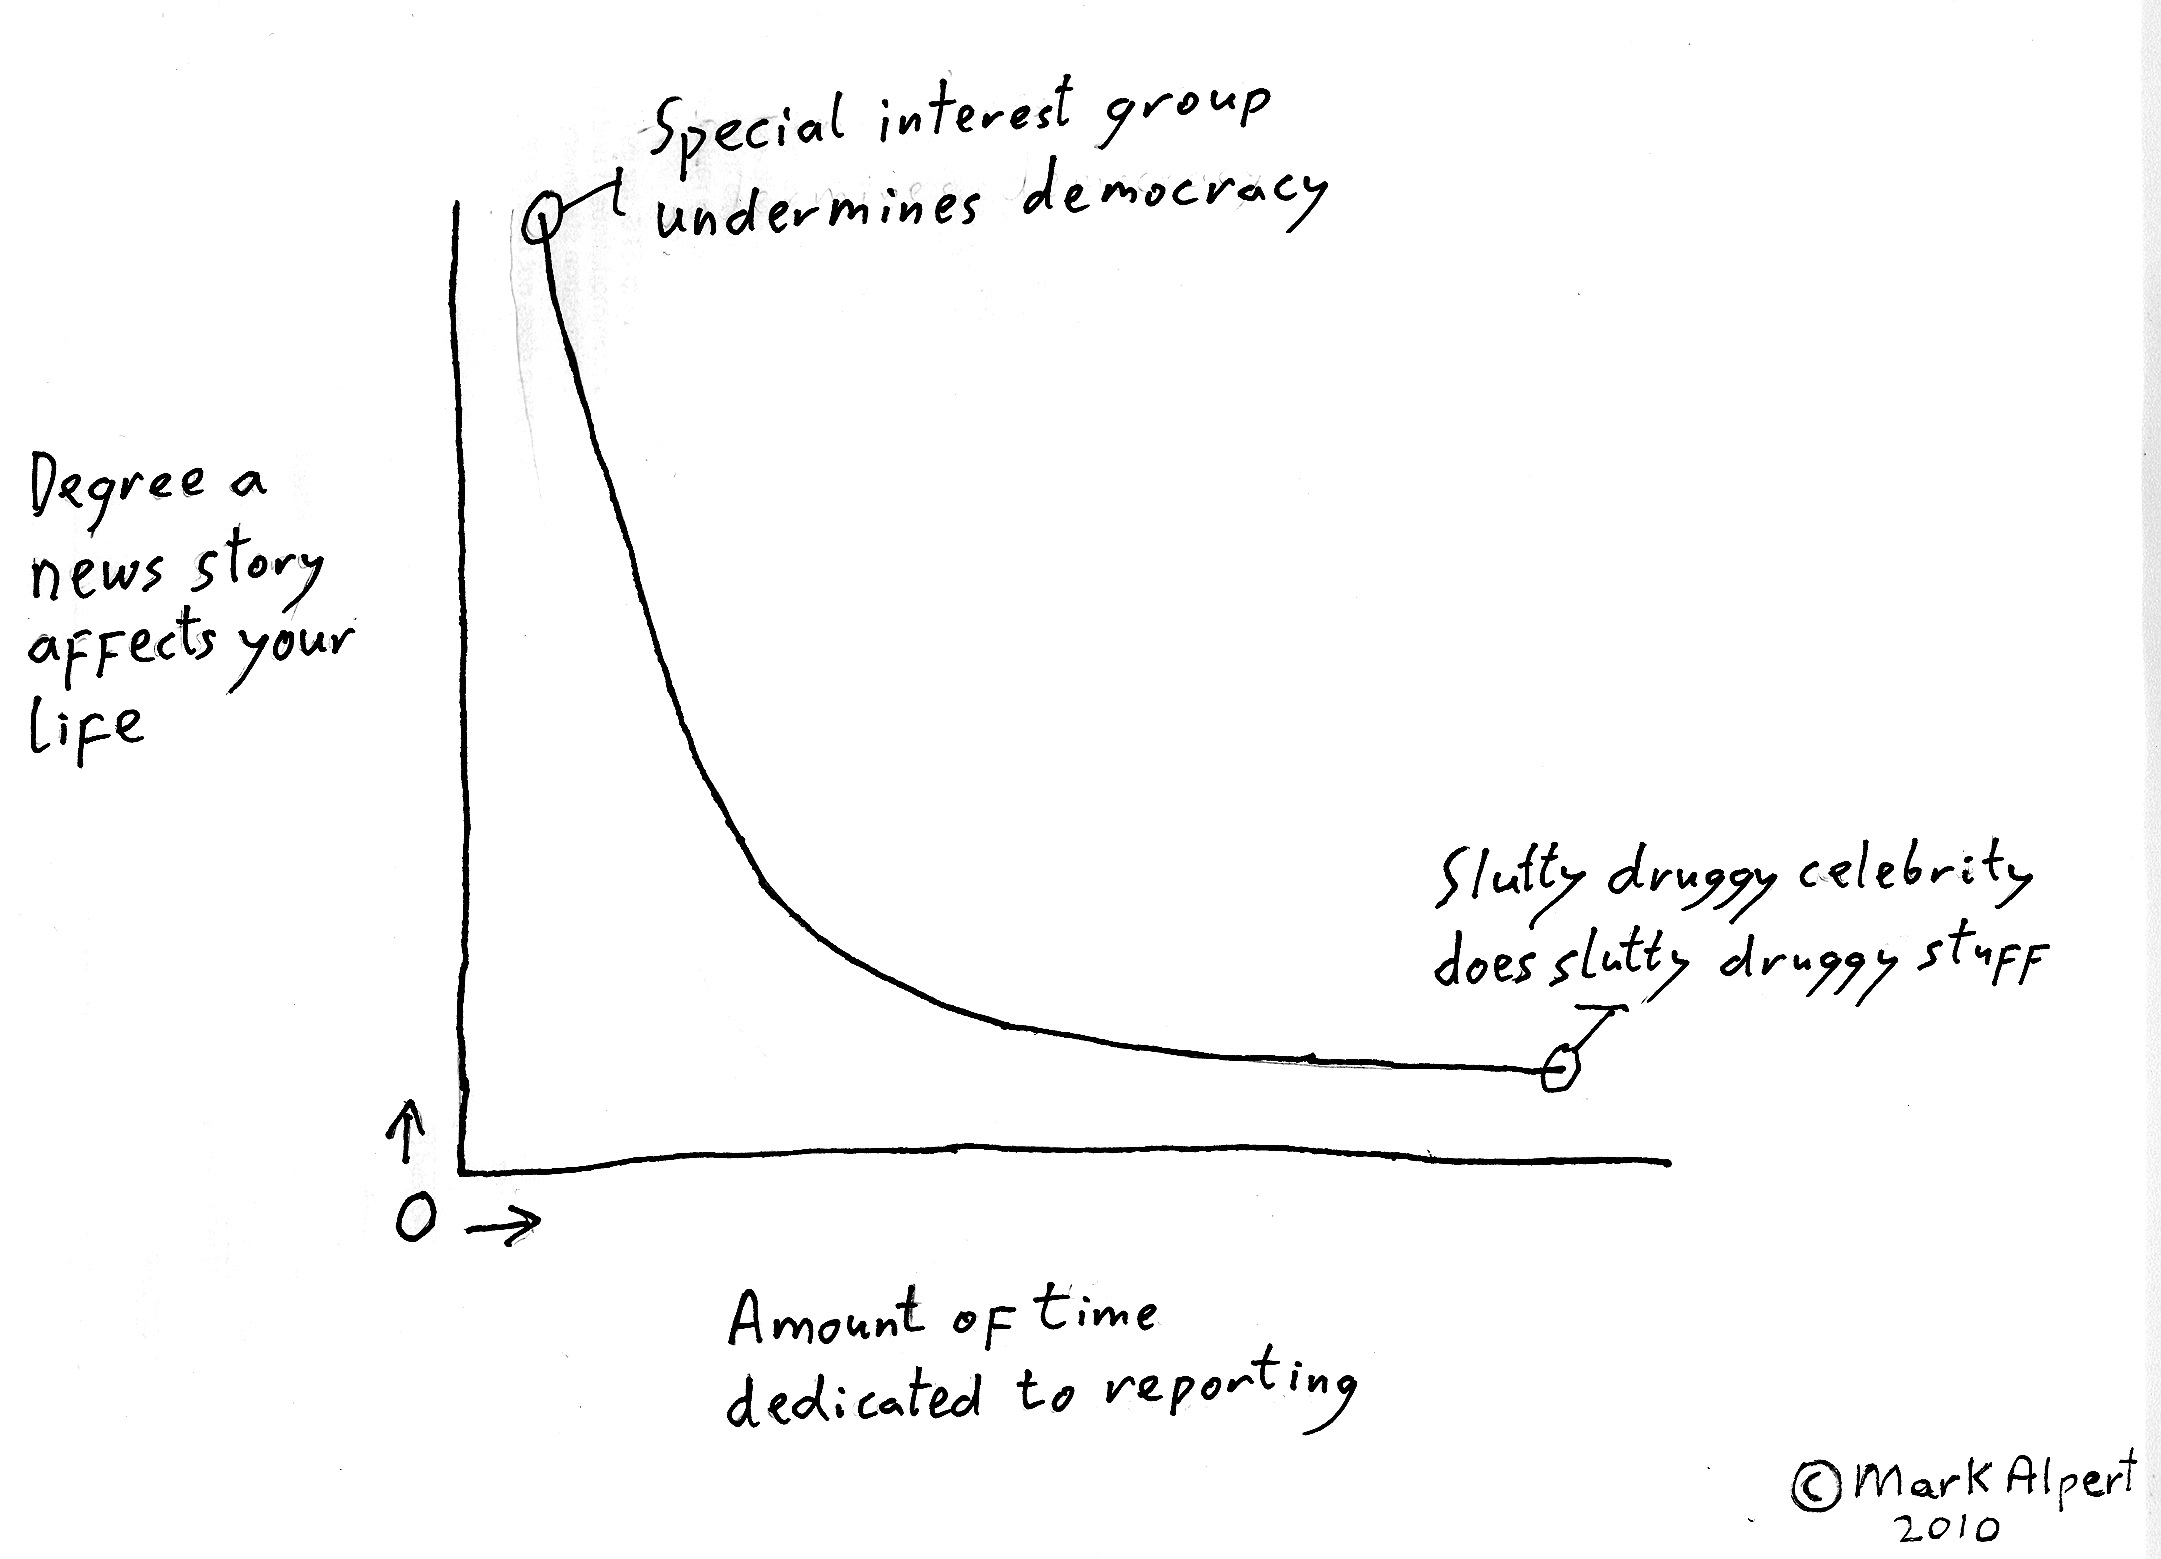 Special interest group
undermines democracy
Degree a
news story
affects your
life
Slutty druggy celebrity
does slutty druggy stuff
0
Amount of time
dedicated to reporting
© Mark Alpert
2010